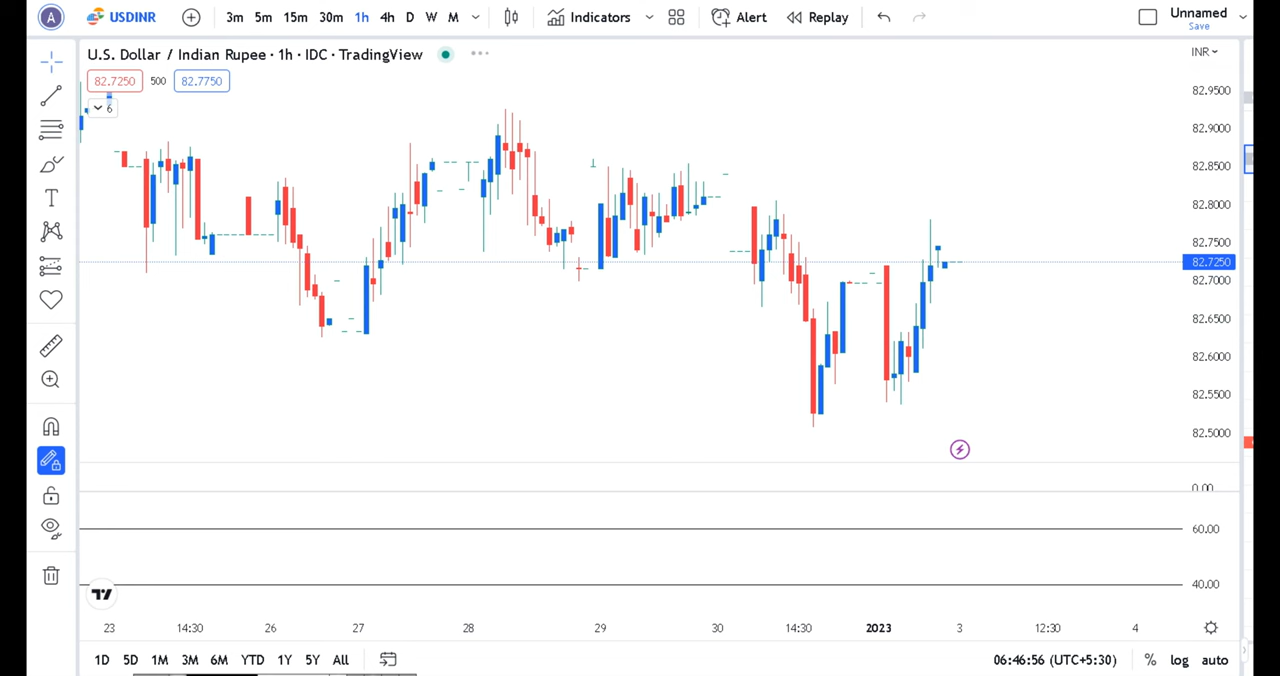 A USDINR 3m 5m 15m 30m 1h 4h D W M Indicators Alert Replay Unnamed
Save
U.S. Dollar / Indian Rupee · 1h · IDC · TradingView
INR
82.7250 500 82.7750
6
82.9500
82.9000
82.8500
82.8000
82.7500
82.7250
82.7000
82.6500
82.6000
82.5500
82.5000
0.00
60.00
40.00
23 14:30 26 27 28 29 30 14:30 2023 3 12:30 4
1D 5D 1M 3M 6M YTD 1Y 5Y All 06:46:56 (UTC+5:30) % log auto